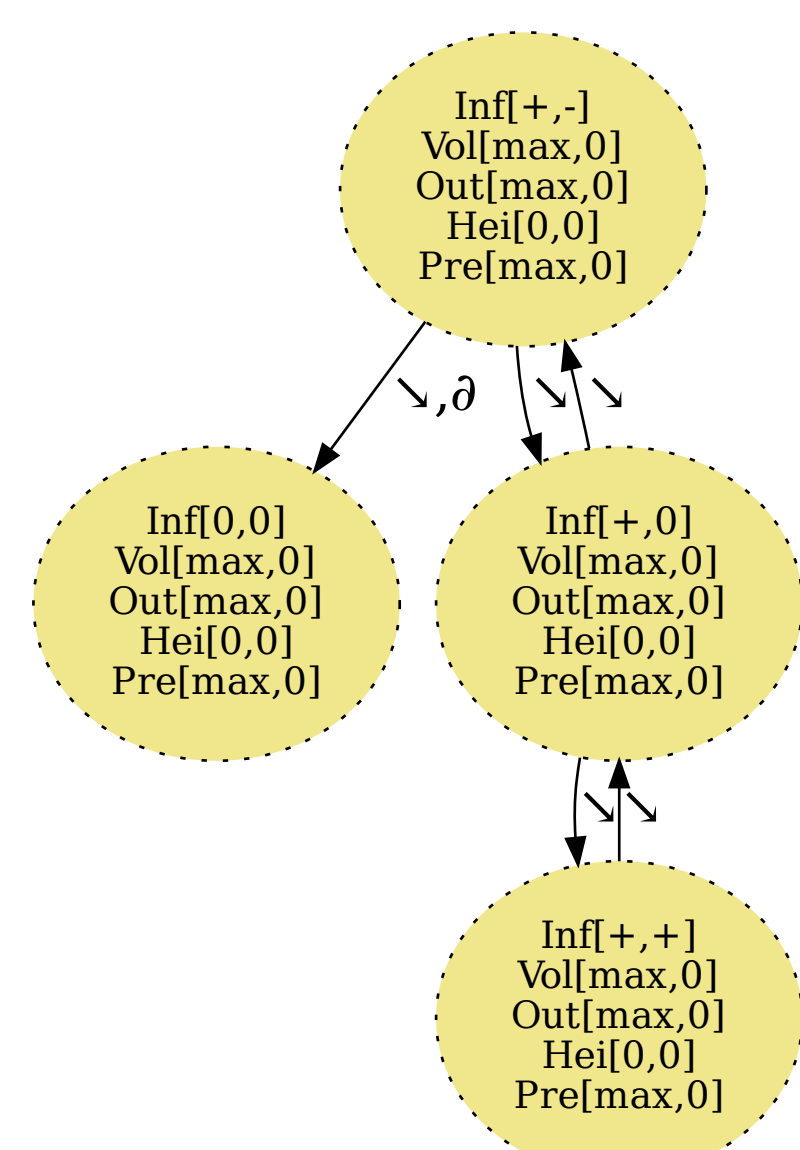 Inf[+,-]
Vol[max,0]
Out[max,0]
Hei[0,0]
Pre[max,0]
↘,∂
↘
↘
Inf[0,0]
Vol[max,0]
Out[max,0]
Hei[0,0]
Pre[max,0]
Inf[+,0]
Vol[max,0]
Out[max,0]
Hei[0,0]
Pre[max,0]
↘
↘
Inf[+,+]
Vol[max,0]
Out[max,0]
Hei[0,0]
Pre[max,0]